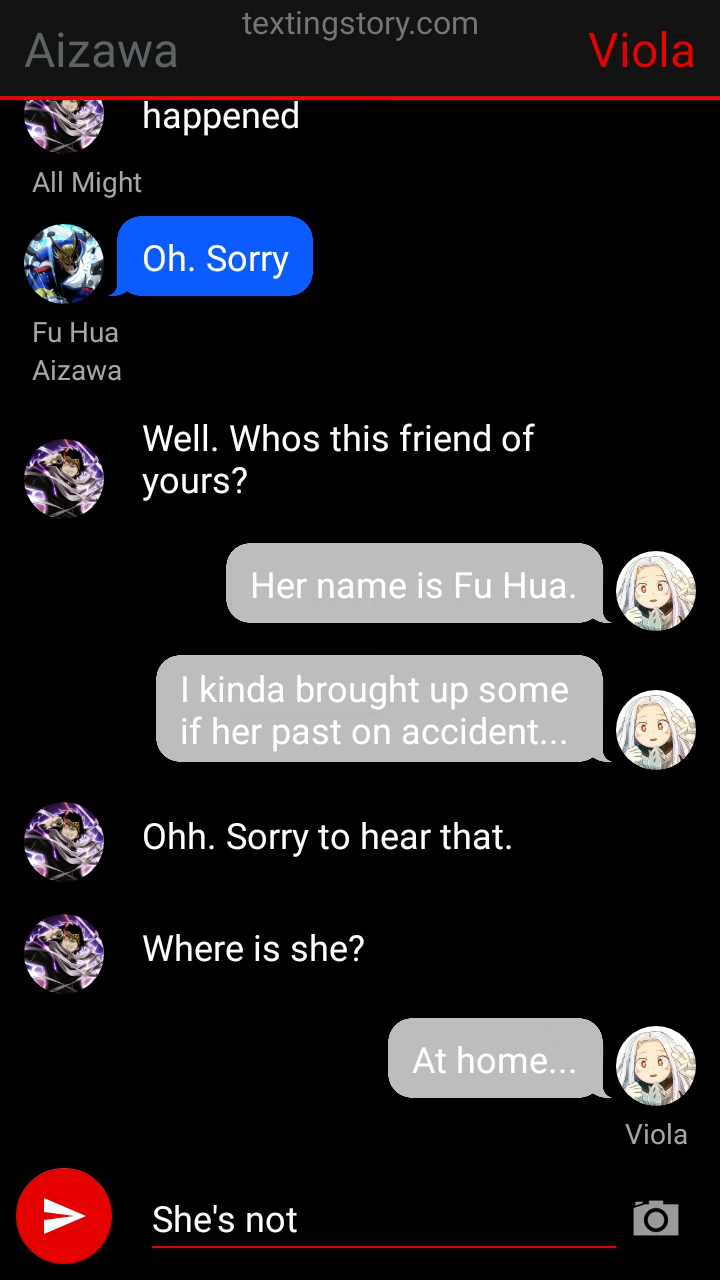 textingstory.com
Aizawa
Viola
happened
All Might
Oh. Sorry
Fu Hua
Aizawa
Well. Whos this friend of
yours?
Her name is Fu Hua.
I kinda brought up some
if her past on accident...
Ohh. Sorry to hear that.
Where is she?
At home...
Viola
She's not